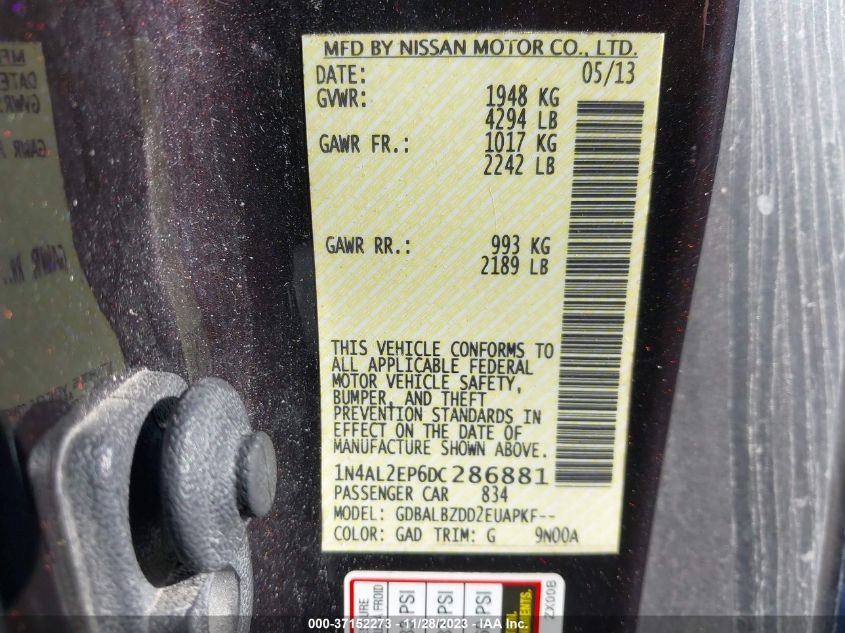 MFD BY NISSAN MOTOR CO., LTD.
DATE: 05/13
GVWR: 1948 KG
4294 LB
GAWR FR.: 1017 KG
2242 LB
GAWR RR.: 993 KG
2189 LB
THIS VEHICLE CONFORMS TO
ALL APPLICABLE FEDERAL
MOTOR VEHICLE SAFETY,
BUMPER, AND THEFT
PREVENTION STANDARDS IN
EFFECT ON THE DATE OF
MANUFACTURE SHOWN ABOVE.
1N4AL2EP6DC286881
PASSENGER CAR 834
MODEL: GDBALBZDD2EUAPKF--
COLOR: GAD TRIM: G 9N00A
PSI
PSI
PSI
ZX00B
000-37152273 - 11/28/2023 - IAA Inc.